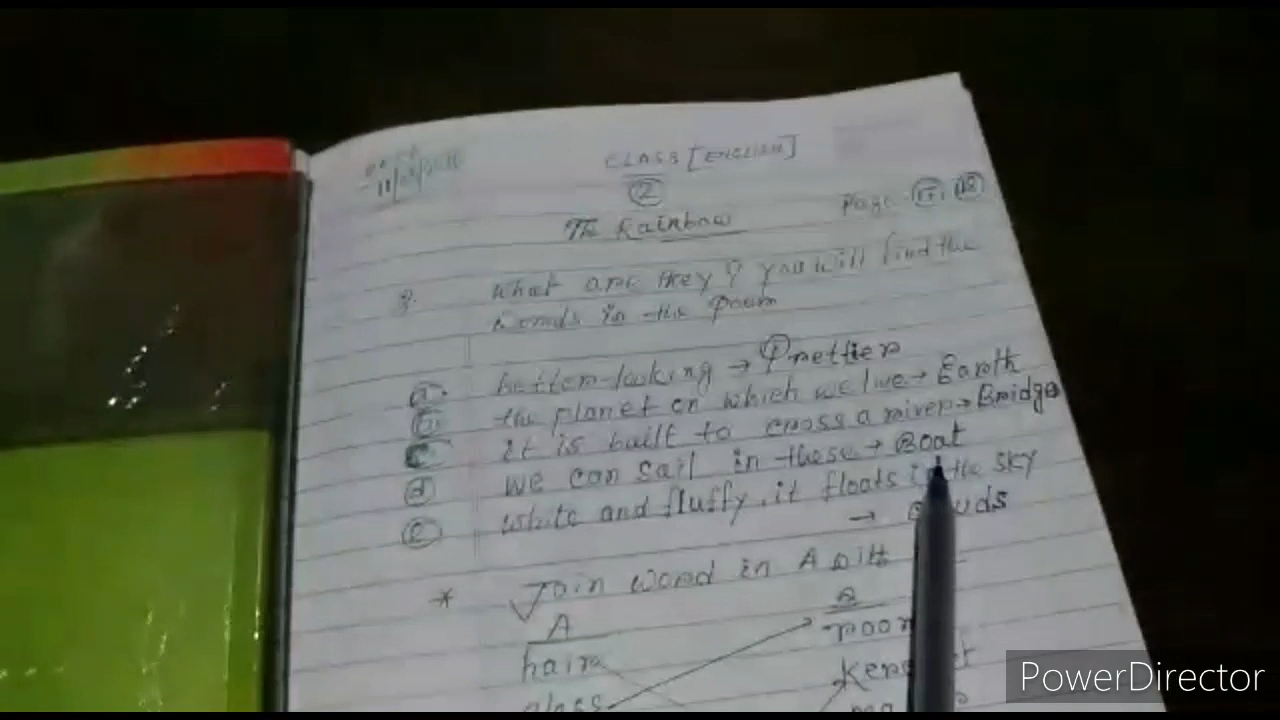 CLASS [ENGLISH]
②
The Rainbow
Page
What are they? you will find the
words in the poem
a. better-looking → Prettier
b. the planet on which we live → Earth
c. it is built to cross a river → Bridge
d. we can sail in these → Boat
e. white and fluffy, it floats in the sky
→
* Join word in A with
A B
hair room
class
PowerDirector